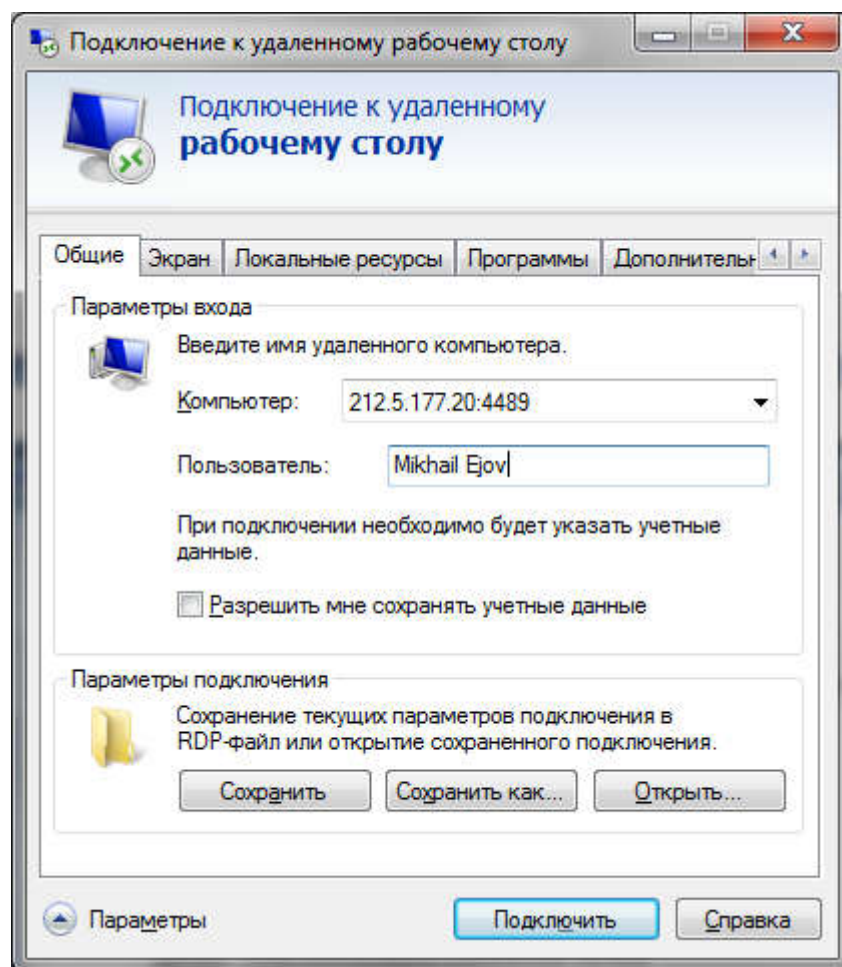 Подключение к удаленному рабочему столу
Подключение к удаленному
рабочему столу
Общие Экран Локальные ресурсы Программы Дополнительн
Параметры входа
Введите имя удаленного компьютера.
Компьютер: 212.5.177.20:4489
Пользователь: Mikhail Ejov
При подключении необходимо будет указать учетные
данные.
Разрешить мне сохранять учетные данные
Параметры подключения
Сохранение текущих параметров подключения в
RDP-файл или открытие сохраненного подключения.
Сохранить Сохранить как... Открыть...
Параметры Подключить Справка